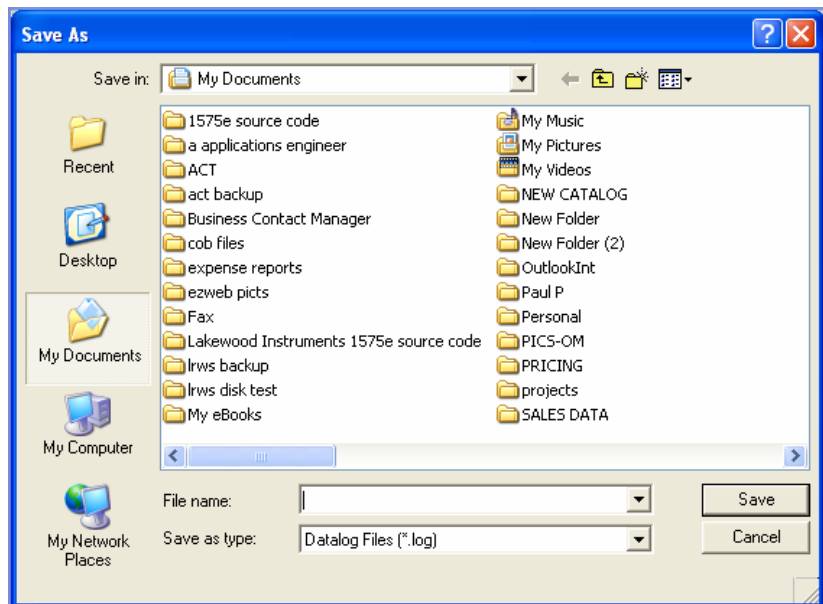 Save As
Save in:
My Documents
Recent
Desktop
My Documents
My Computer
My Network
Places
1575e source code
a applications engineer
ACT
act backup
Business Contact Manager
cob files
expense reports
ezweb picts
Fax
Lakewood Instruments 1575e source code
lrws backup
lrws disk test
My eBooks
My Music
My Pictures
My Videos
NEW CATALOG
New Folder
New Folder (2)
OutlookInt
Paul P
Personal
PICS-OM
PRICING
projects
SALES DATA
File name:
Save
Save as type:
Datalog Files (*.log)
Cancel